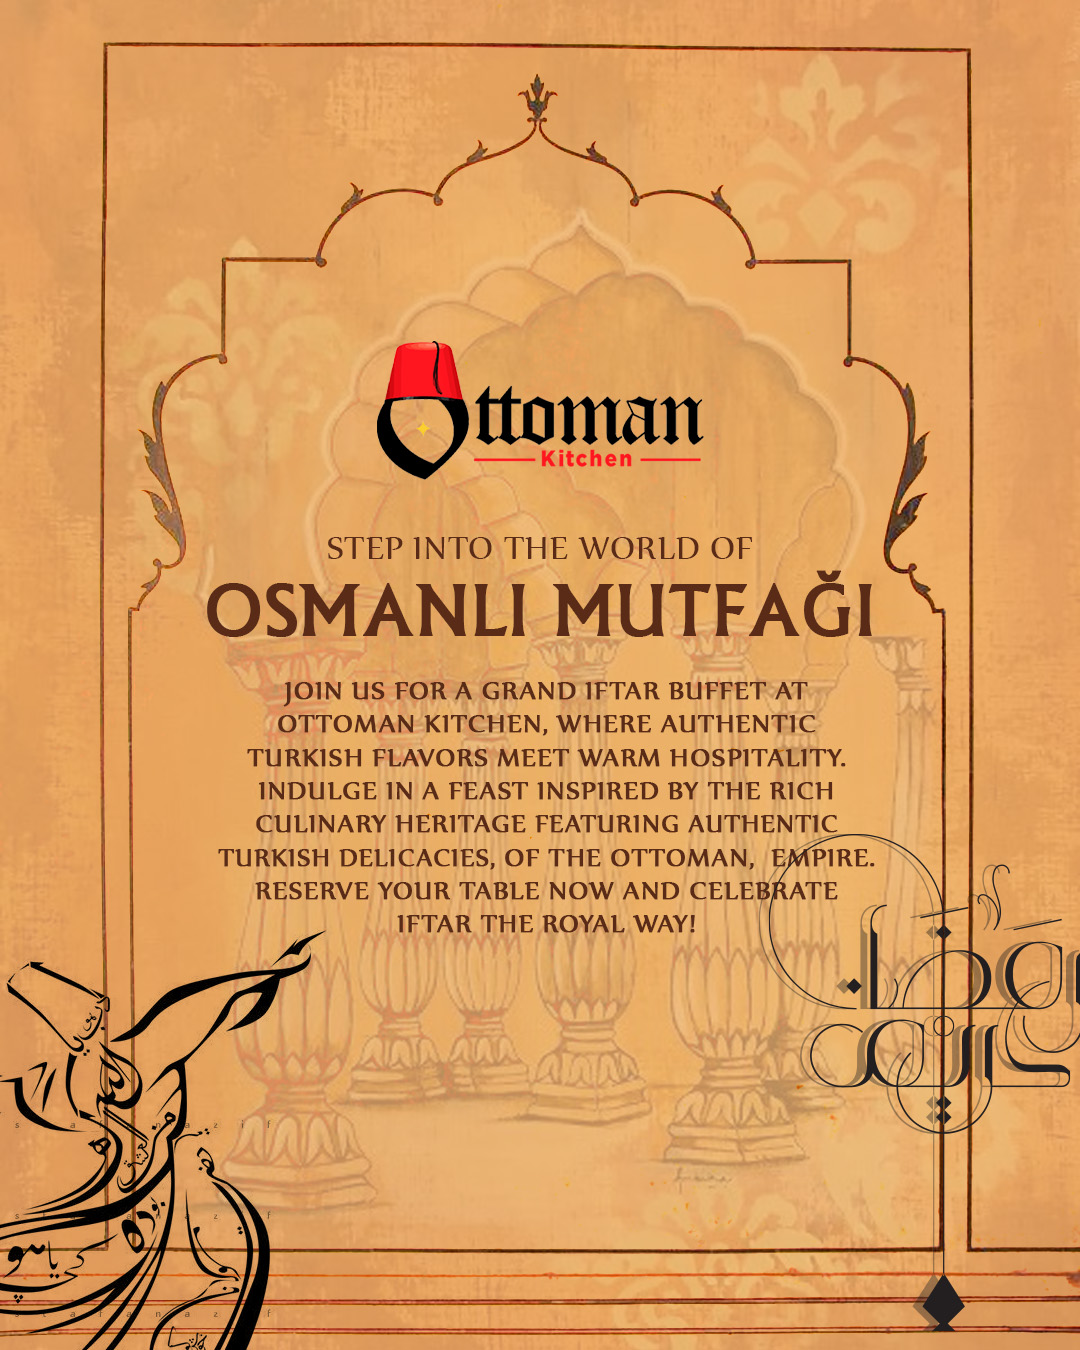 Ottoman
Kitchen
STEP INTO THE WORLD OF
OSMANLI MUTFAĞI
JOIN US FOR A GRAND IFTAR BUFFET AT
OTTOMAN KITCHEN, WHERE AUTHENTIC
TURKISH FLAVORS MEET WARM HOSPITALITY.
INDULGE IN A FEAST INSPIRED BY THE RICH
CULINARY HERITAGE FEATURING AUTHENTIC
TURKISH DELICACIES, OF THE OTTOMAN, EMPIRE.
RESERVE YOUR TABLE NOW AND CELEBRATE
IFTAR THE ROYAL WAY!